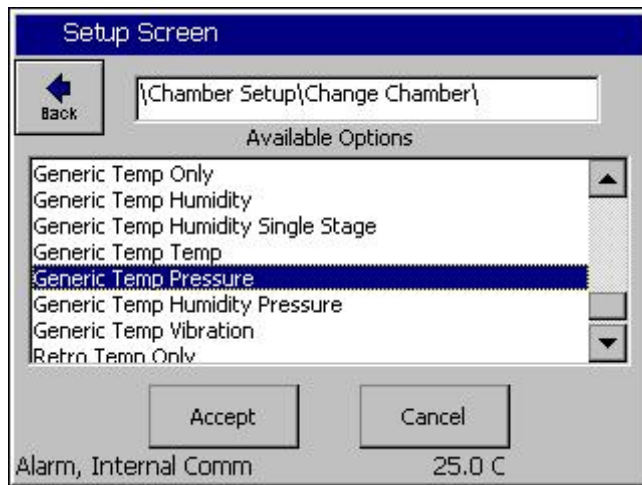 Setup Screen
Back
\Chamber Setup\Change Chamber\
Available Options
Generic Temp Only
Generic Temp Humidity
Generic Temp Humidity Single Stage
Generic Temp Temp
Generic Temp Pressure
Generic Temp Humidity Pressure
Generic Temp Vibration
Retro Temp Only
Accept Cancel
Alarm, Internal Comm 25.0 C